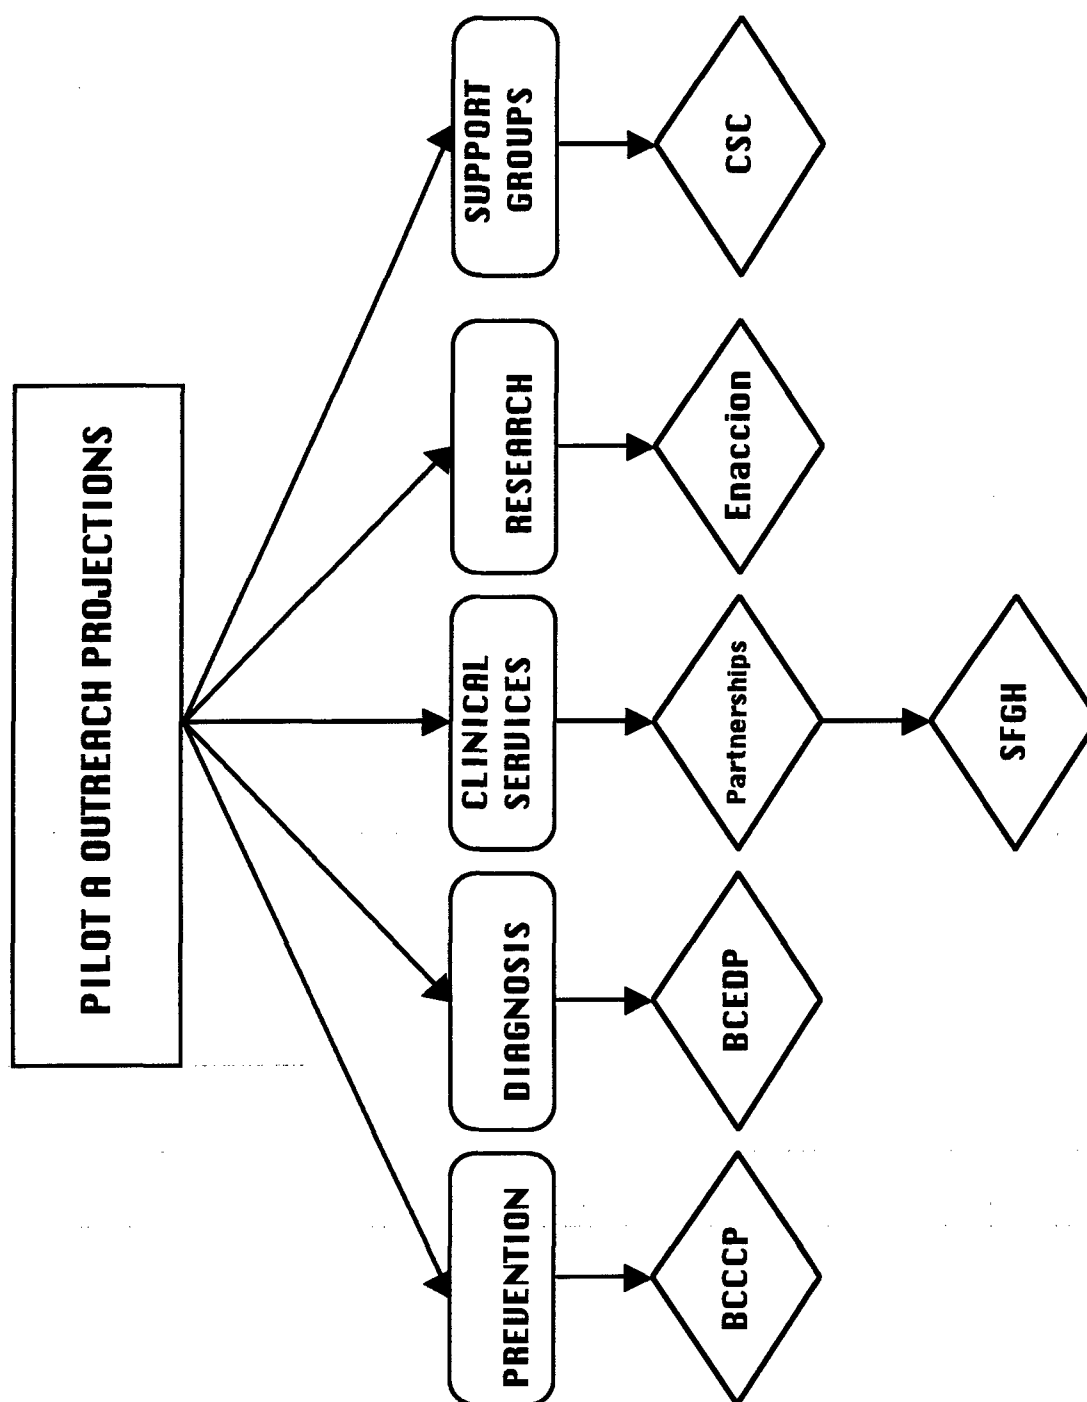 PILOT A OUTREACH PROJECTIONS
PREVENTION
DIAGNOSIS
CLINICAL
SERVICES
RESEARCH
SUPPORT
GROUPS
BCCCP
BCEDP
Partnerships
Enaccion
CSC
SFGH